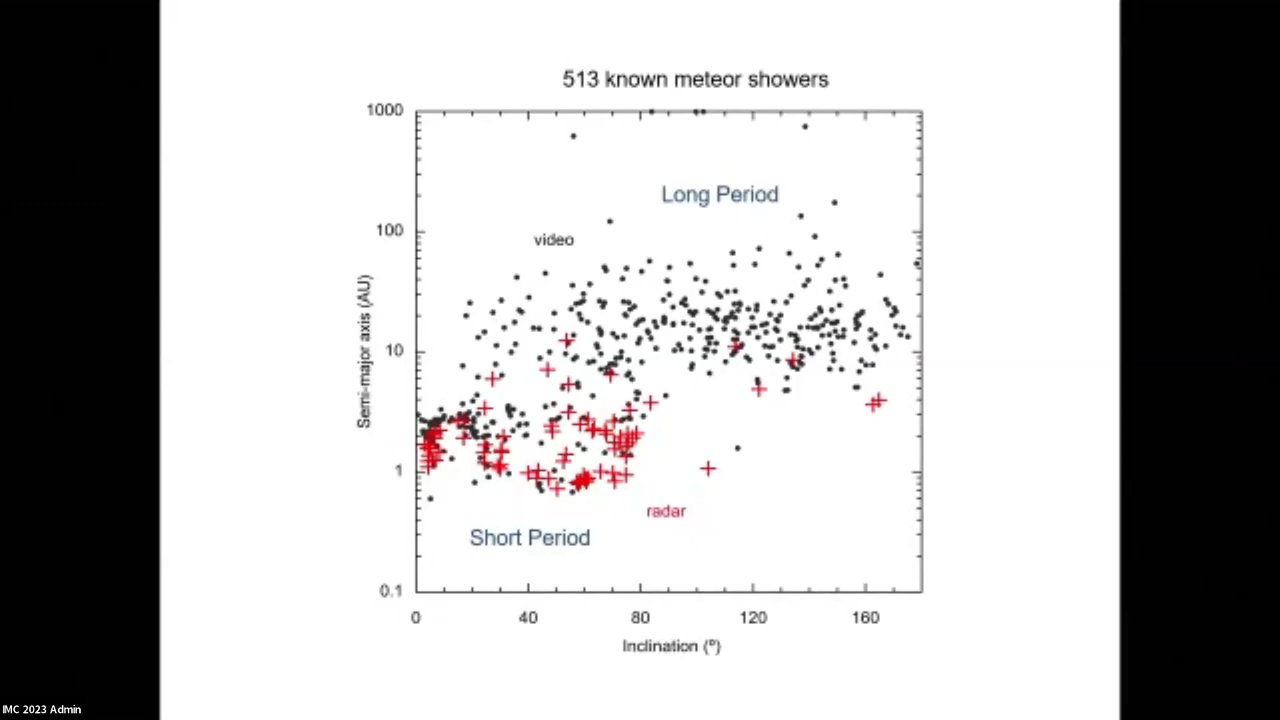 513 known meteor showers
1000
Long Period
100
video
Semi-major axis (AU)
10
1
radar
Short Period
0.1
0 40 80 120 160
Inclination (º)
IMC 2023 Admin